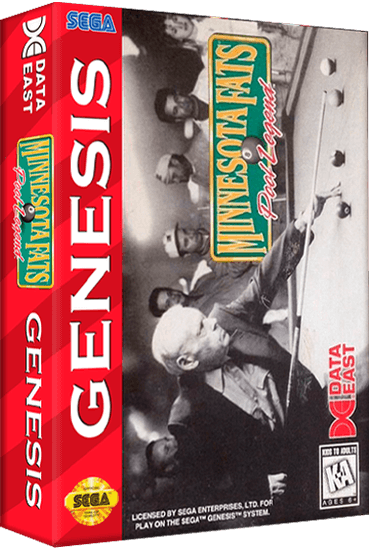 DATA
EAST
MINNESOTA FATS
Pool Legend
GENESIS
SEGA
GENESIS
SEGA
MINNESOTA FATS
Pool Legend
DATA
EAST
KIDS TO ADULTS
KA
AGES 6+
LICENSED BY SEGA ENTERPRISES, LTD. FOR
PLAY ON THE SEGA™ GENESIS™ SYSTEM.